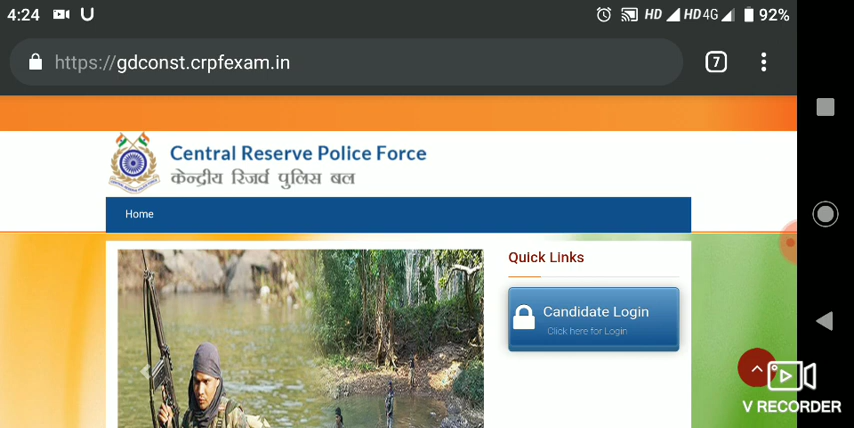 4:24 HD HD 4G 92%
https://gdconst.crpfexam.in 7
Central Reserve Police Force
केन्द्रीय रिजर्व पुलिस बल
Home
Quick Links
Candidate Login
Click here for Login
V RECORDER